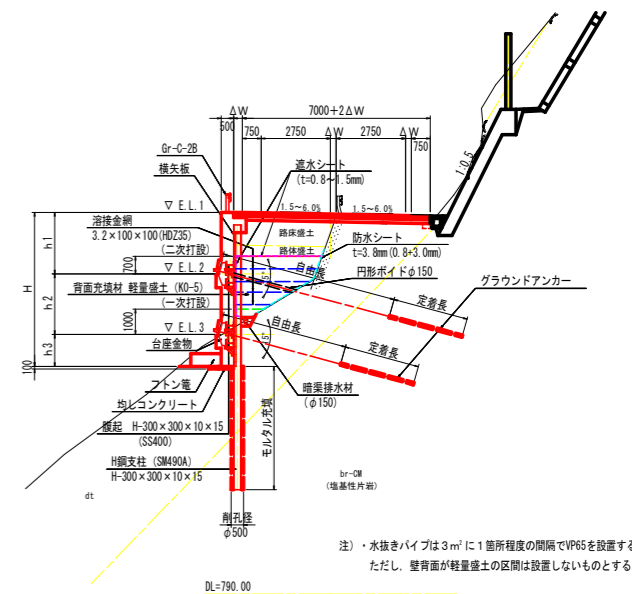 ΔW
7000+2ΔW
500
750
2750
ΔW
2750
ΔW
750
1:0.5
Gr-C-2B
横矢板
遮水シート
(t=0.8～1.5mm)
▽ E.L.1
1.5～6.0%
1.5～6.0%
溶接金網
3.2×100×100(HDZ35)
(二次打設)
路床盛土
路体盛土
防水シート
t=3.8mm(0.8+3.0mm)
円形ボイドφ150
h1
700
▽ E.L.2
自由長
15°
グラウンドアンカー
H
背面充填材 軽量盛土 (KO-5)
(一次打設)
定着長
h2
1000
▽ E.L.3
自由長
15°
台座金物
定着長
h3
100
フトン篭
均しコンクリート
暗渠排水材
(φ150)
腹起 H-300×300×10×15
(SS400)
モルタル充填
H鋼支柱 (SM490A)
H-300×300×10×15
br-CM
(塩基性片岩)
dt
削孔径
φ500
注) ・水抜きパイプは3㎡に1箇所程度の間隔でVP65を設置する
ただし、壁背面が軽量盛土の区間は設置しないものとする
DL=790.00